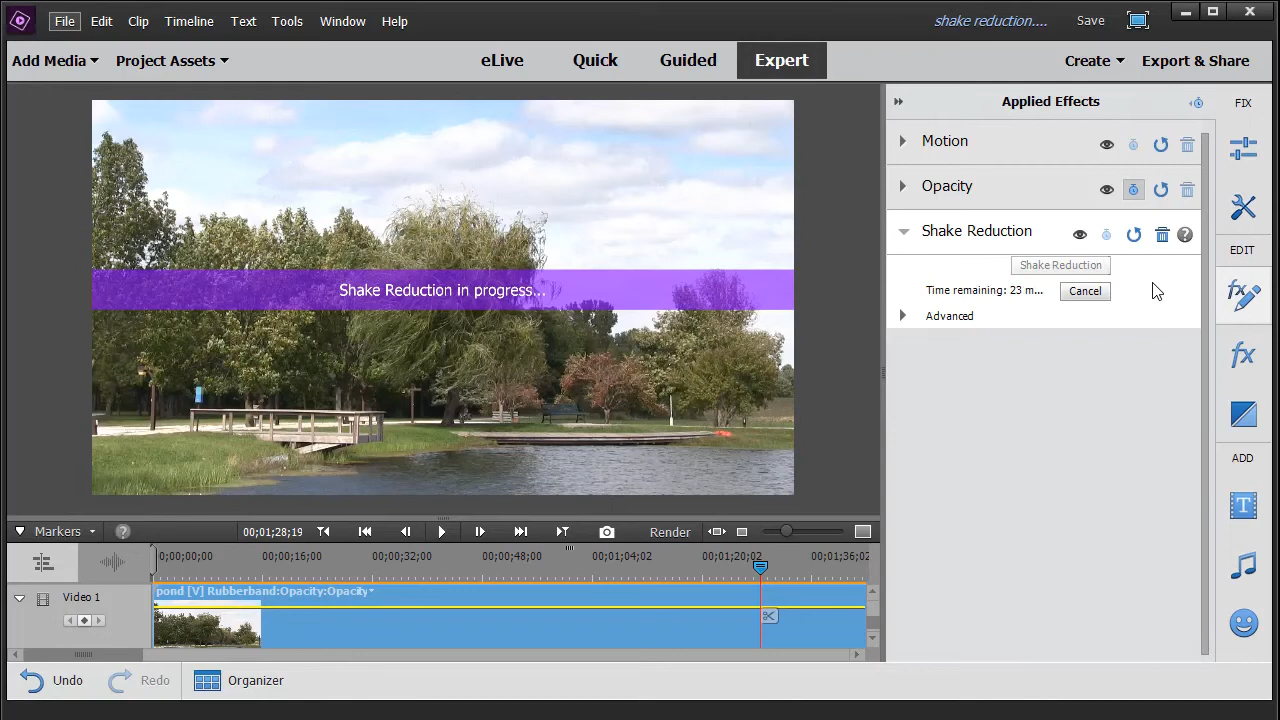 File Edit Clip Timeline Text Tools Window Help
shake reduction.... Save
Add Media Project Assets
eLive Quick Guided Expert
Create Export & Share
Applied Effects
FIX
Motion
Opacity
Shake Reduction
EDIT
Shake Reduction
Time remaining: 23 m... Cancel
Advanced
Shake Reduction in progress...
ADD
Markers
00;01;28;19
Render
0;00;00;00 00;00;16;00 00;00;32;00 00;00;48;00 00;01;04;02 00;01;20;02 00;01;36;02
pond [V] Rubberband:Opacity:Opacity
Video 1
Undo Redo Organizer